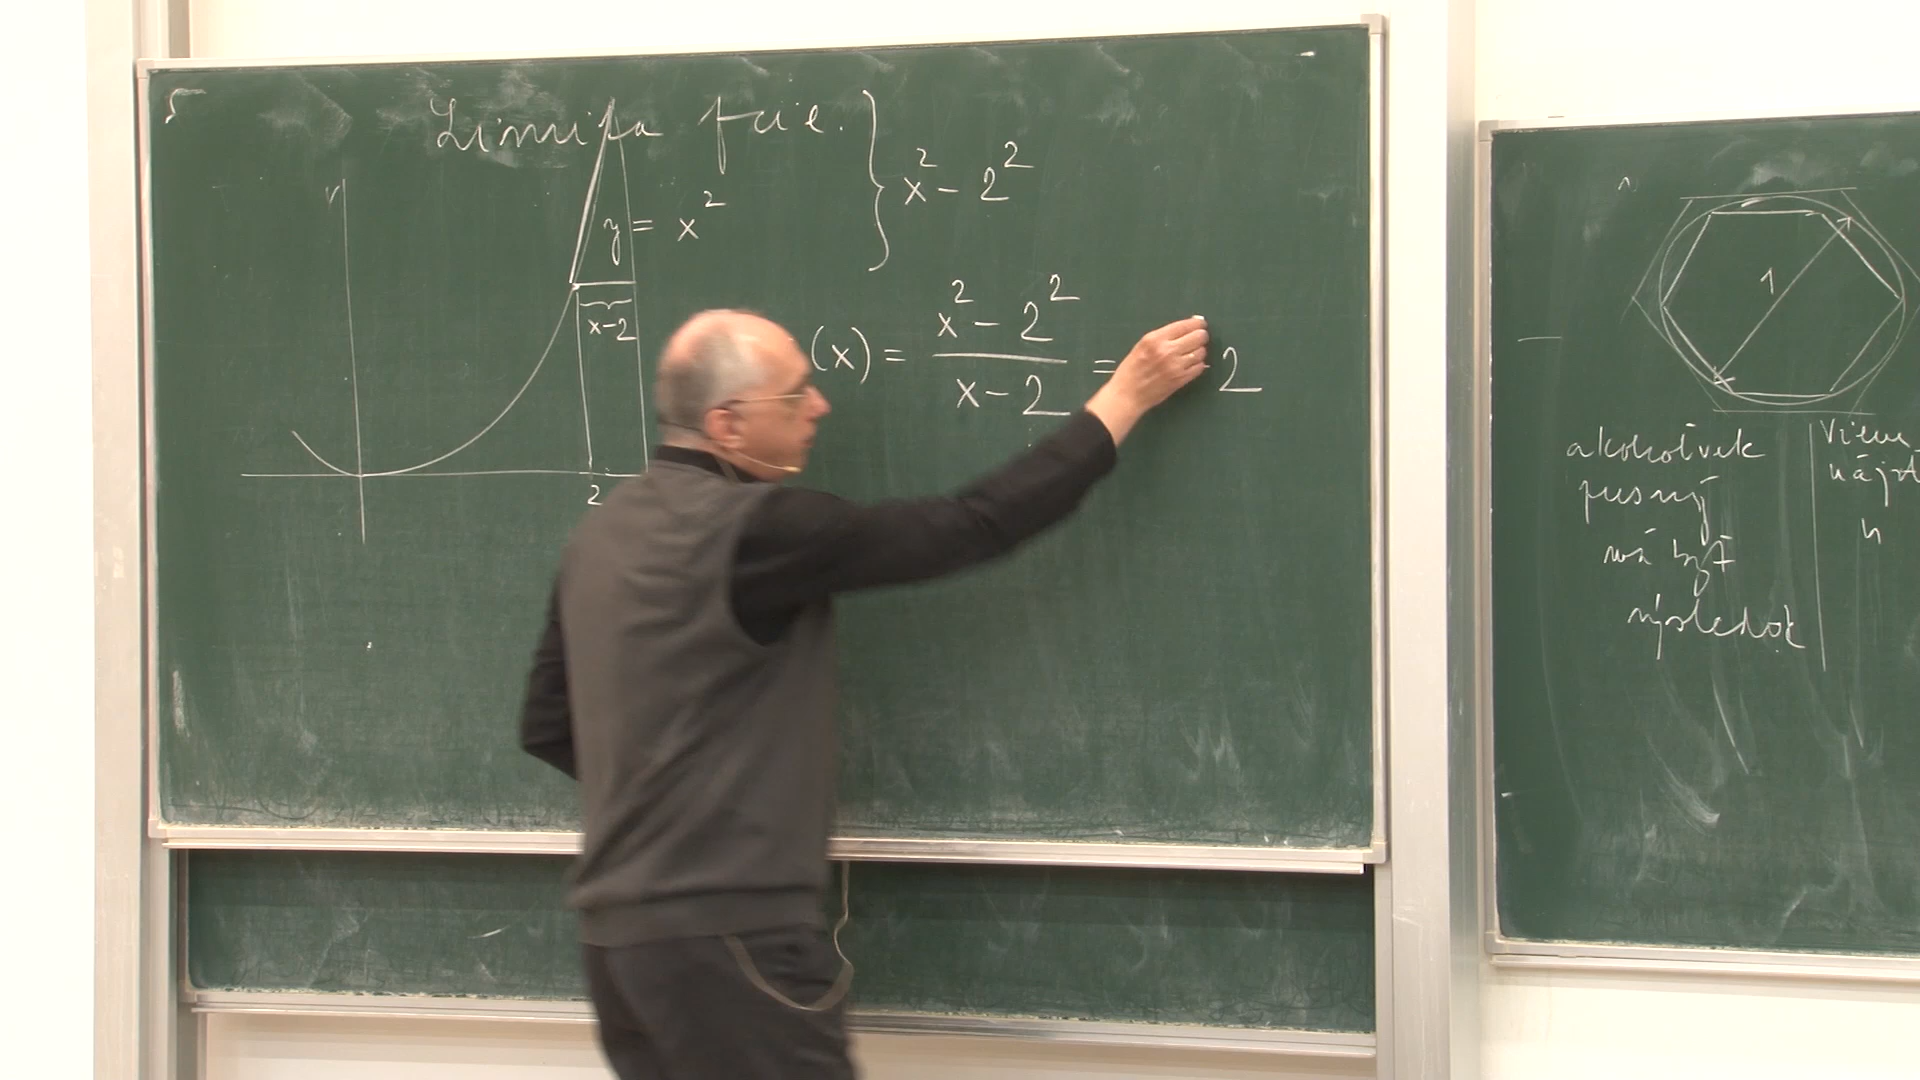 Limita fcie.
x² - 2²
y = x²
x-2
(x) = x² - 2² / x-2 =
2
2
1
akokoľvek
presný
má byť
výsledok
Vieme
nájsť
n